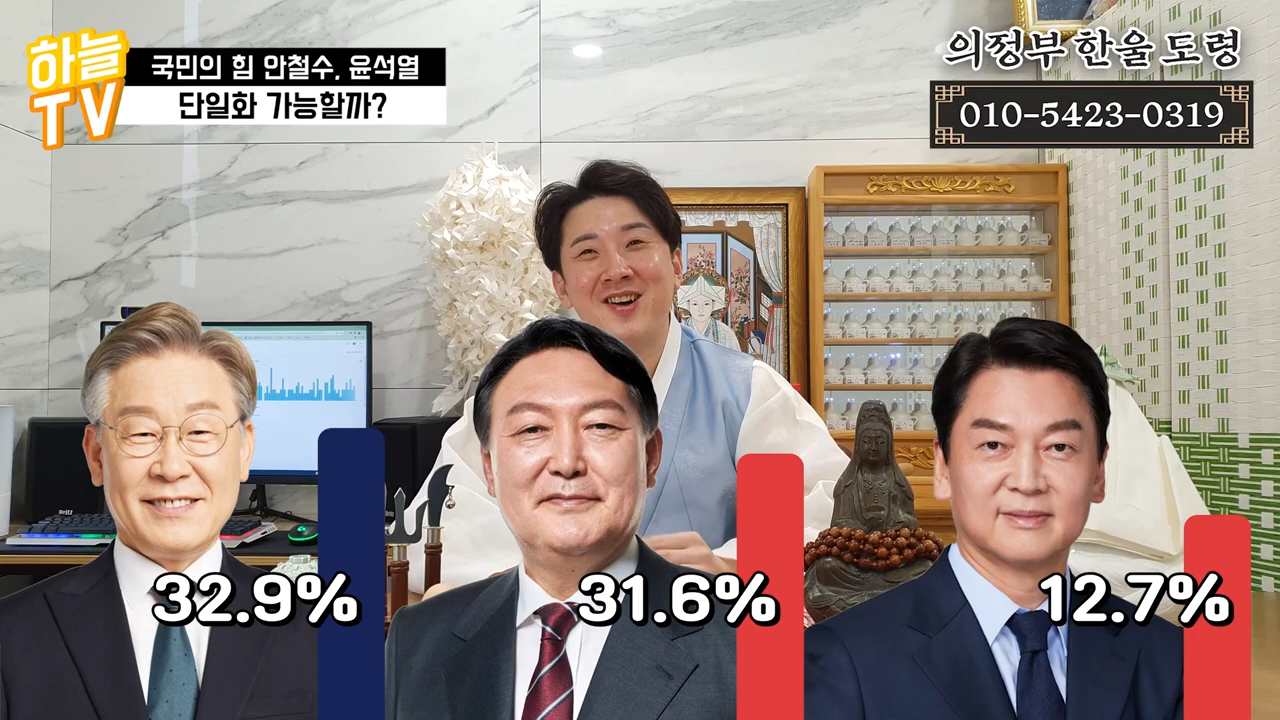 하늘
TV
국민의 힘 안철수, 윤석열
단일화 가능할까?
의정부 한울 도령
010-5423-0319
32.9%
31.6%
12.7%